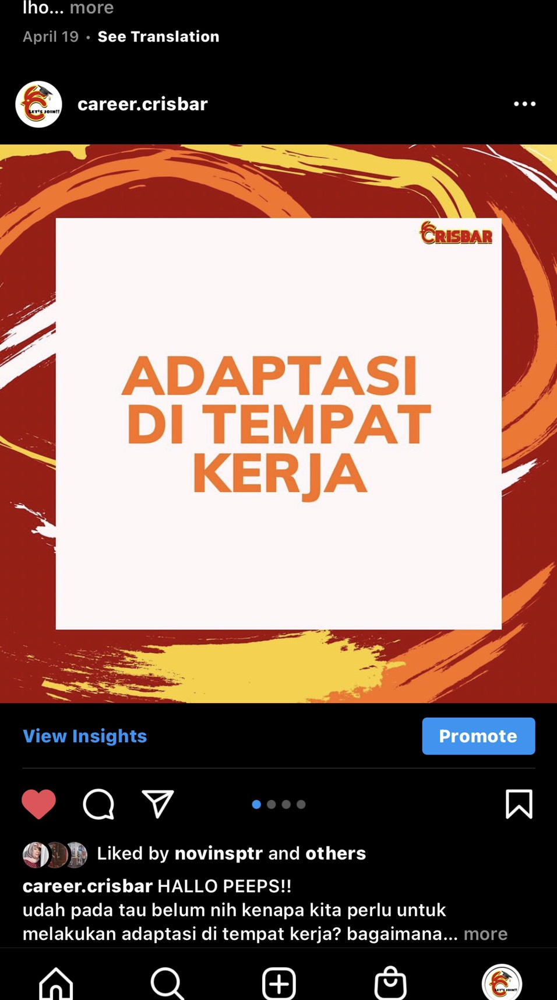 lho... more
April 19 • See Translation
LET'S JOIN!!
career.crisbar
CRISBAR
ADAPTASI
DI TEMPAT
KERJA
View Insights
Promote
Liked by novinsptr and others
career.crisbar HALLO PEEPS!!
udah pada tau belum nih kenapa kita perlu untuk
melakukan adaptasi di tempat kerja? bagaimana... more
LET'S JOIN!!